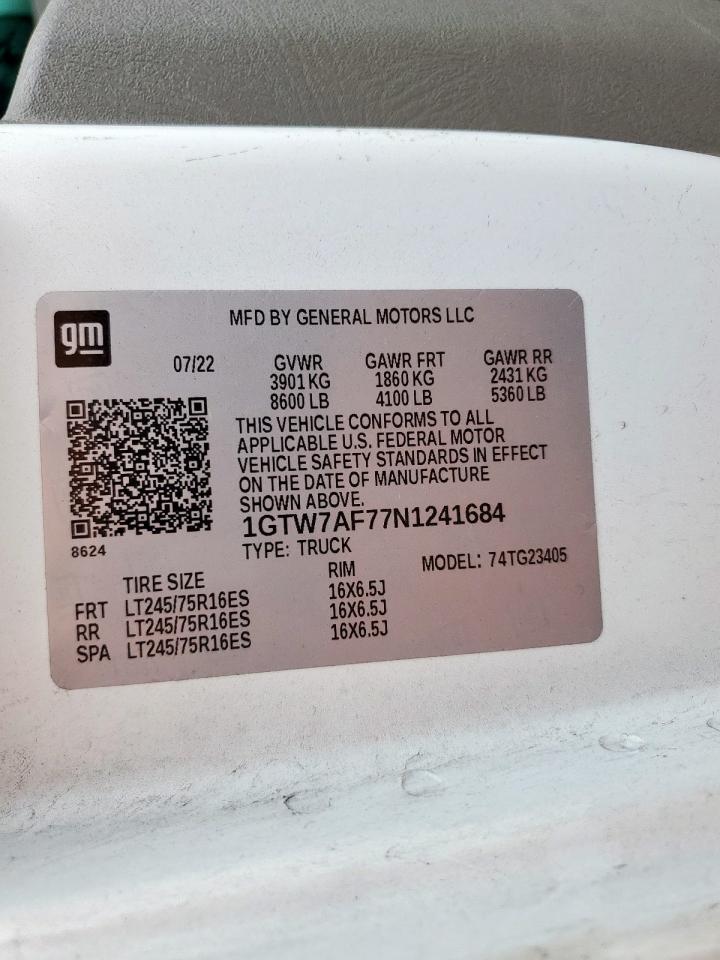 gm
MFD BY GENERAL MOTORS LLC
07/22 GVWR GAWR FRT GAWR RR
3901 KG 1860 KG 2431 KG
8600 LB 4100 LB 5360 LB
THIS VEHICLE CONFORMS TO ALL
APPLICABLE U.S. FEDERAL MOTOR
VEHICLE SAFETY STANDARDS IN EFFECT
ON THE DATE OF MANUFACTURE
SHOWN ABOVE.
1GTW7AF77N1241684
8624
TYPE: TRUCK MODEL: 74TG23405
TIRE SIZE RIM
FRT LT245/75R16ES 16X6.5J
RR LT245/75R16ES 16X6.5J
SPA LT245/75R16ES 16X6.5J